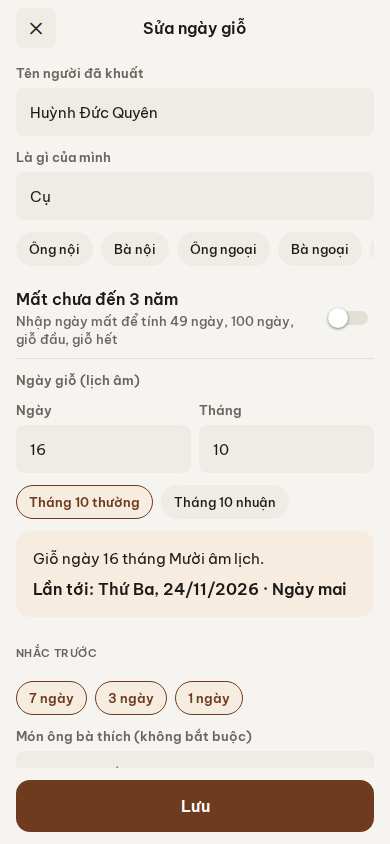 Sửa ngày giỗ
Tên người đã khuất
Huỳnh Đức Quyên
Là gì của mình
Cụ
Ông nội
Bà nội
Ông ngoại
Bà ngoại
Mất chưa đến 3 năm
Nhập ngày mất để tính 49 ngày, 100 ngày,
giỗ đầu, giỗ hết
Ngày giỗ (lịch âm)
Ngày
Tháng
16
10
Tháng 10 thường
Tháng 10 nhuận
Giỗ ngày 16 tháng Mười âm lịch.
Lần tới: Thứ Ba, 24/11/2026 · Ngày mai
NHẮC TRƯỚC
7 ngày
3 ngày
1 ngày
Món ông bà thích (không bắt buộc)
Lưu